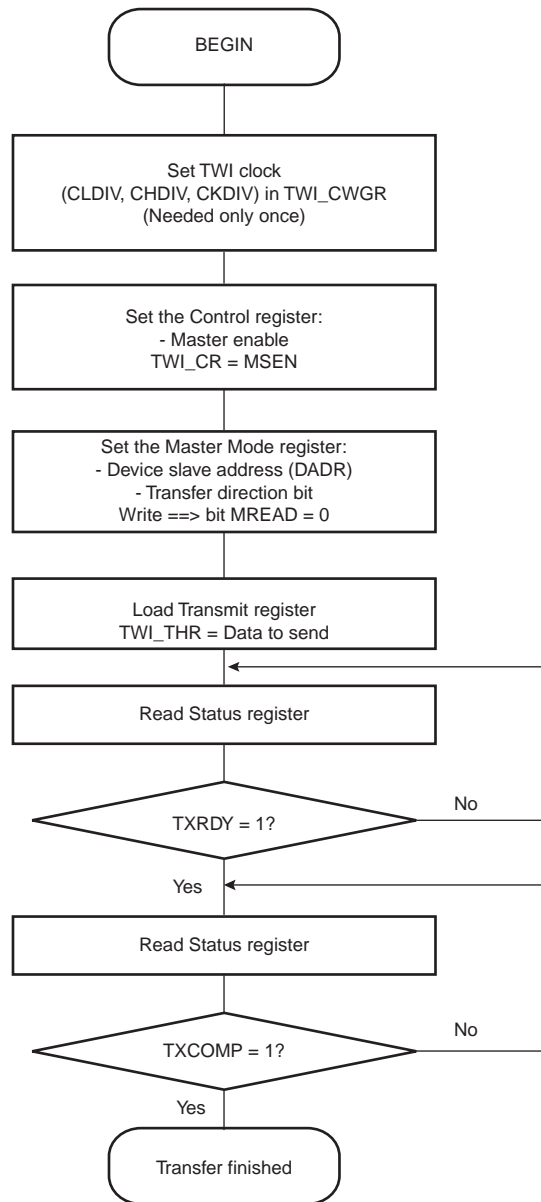 BEGIN
Set TWI clock
(CLDIV, CHDIV, CKDIV) in TWI_CWGR
(Needed only once)
Set the Control register:
- Master enable
TWI_CR = MSEN
Set the Master Mode register:
- Device slave address (DADR)
- Transfer direction bit
Write ==> bit MREAD = 0
Load Transmit register
TWI_THR = Data to send
Read Status register
TXRDY = 1?
No
Yes
Read Status register
TXCOMP = 1?
No
Yes
Transfer finished